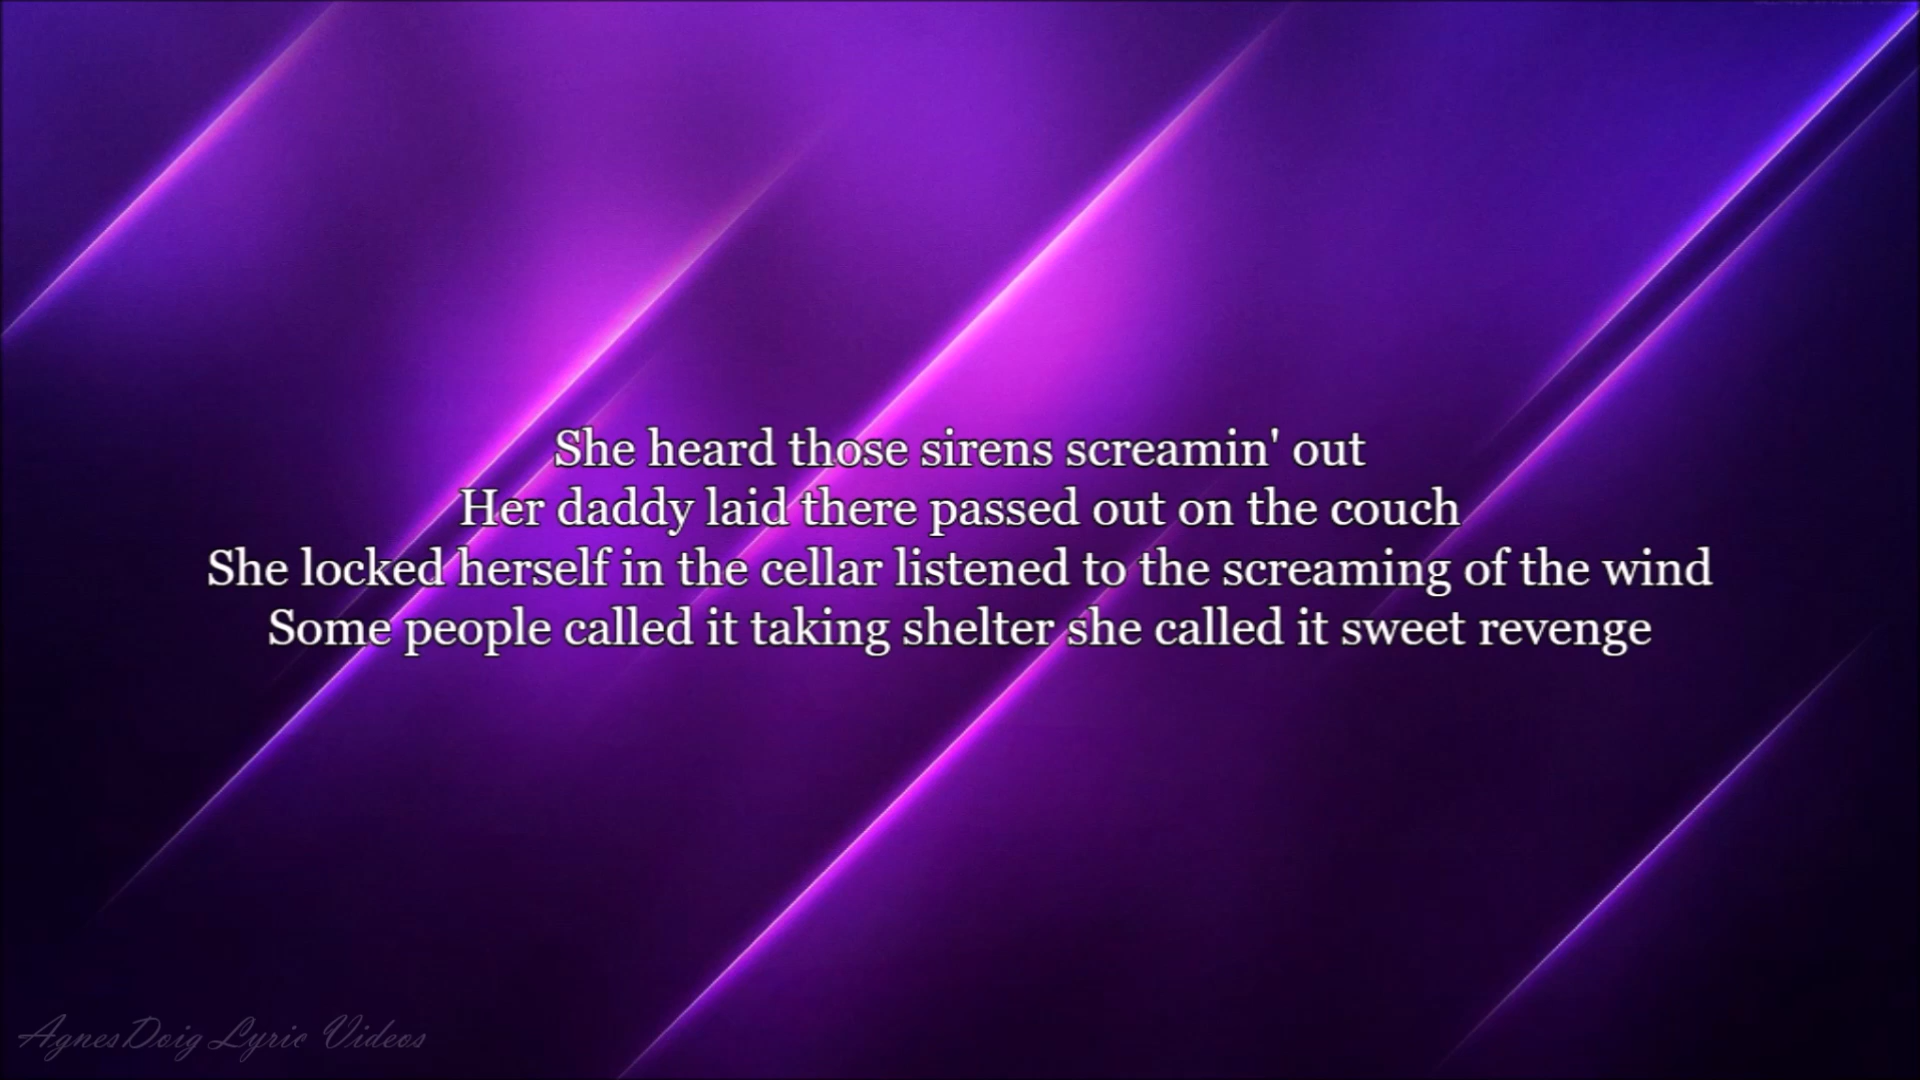 She heard those sirens screamin' out
Her daddy laid there passed out on the couch
She locked herself in the cellar listened to the screaming of the wind
Some people called it taking shelter she called it sweet revenge
AgnesDoig Lyric Videos